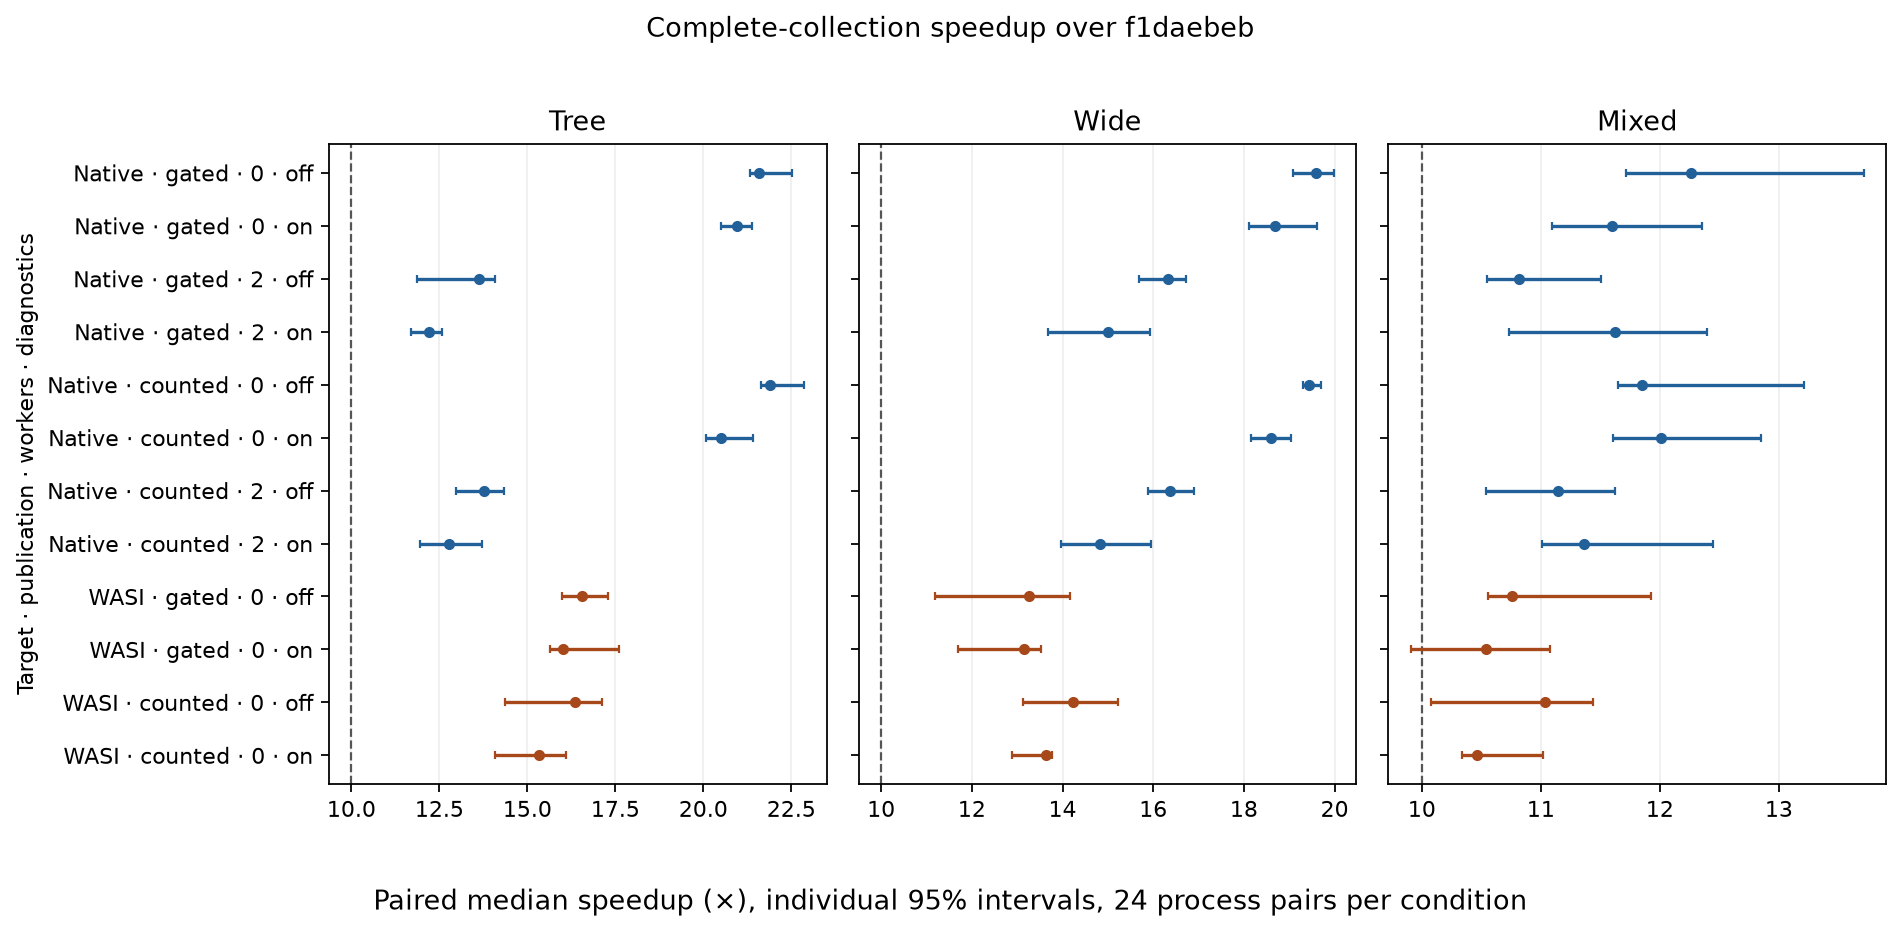 Complete-collection speedup over f1daebeb
Tree
Wide
Mixed
Target · publication · workers · diagnostics
Native · gated · 0 · off
Native · gated · 0 · on
Native · gated · 2 · off
Native · gated · 2 · on
Native · counted · 0 · off
Native · counted · 0 · on
Native · counted · 2 · off
Native · counted · 2 · on
WASI · gated · 0 · off
WASI · gated · 0 · on
WASI · counted · 0 · off
WASI · counted · 0 · on
10.0 12.5 15.0 17.5 20.0 22.5
10 12 14 16 18 20
10 11 12 13
Paired median speedup (×), individual 95% intervals, 24 process pairs per condition